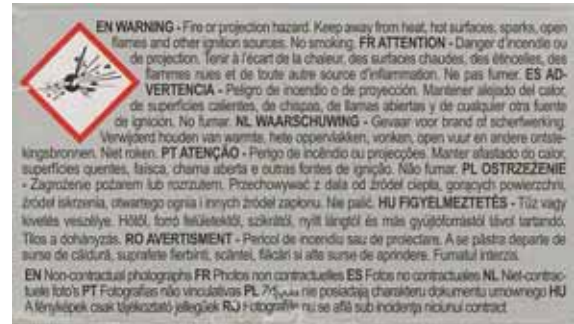 EN WARNING - Fire or projection hazard. Keep away from heat, hot surfaces, sparks, open
flames and other ignition sources. No smoking. FR ATTENTION - Danger d'incendie ou
de projection. Tenir à l'écart de la chaleur, des surfaces chaudes, des étincelles, des
flammes nues et de toute autre source d'inflammation. Ne pas fumer. ES AD-
VERTENCIA - Peligro de incendio o de proyección. Mantener alejado del calor,
de superficies calientes, de chispas, de llamas abiertas y de cualquier otra fuente
de ignición. No fumar. NL WAARSCHUWING - Gevaar voor brand of scherfwerking.
Verwijderd houden van warmte, hete oppervlakken, vonken, open vuur en andere ontste-
kingsbronnen. Niet roken. PT ATENÇÃO - Perigo de incêndio ou projecções. Manter afastado do calor,
superfícies quentes, faísca, chama aberta e outras fontes de ignição. Não fumar. PL OSTRZEŻENIE
- Zagrożenie pożarem lub rozrzutem. Przechowywać z dala od źródeł ciepła, gorących powierzchni,
źródeł iskrzenia, otwartego ognia i innych źródeł zapłonu. Nie palić. HU FIGYELMEZTETÉS - Tűz vagy
kivetés veszélye. Hőtől, forró felületektől, szikrától, nyílt lángtól és más gyújtóforrástól távol tartandó.
Tilos a dohányzás. RO AVERTISMENT - Pericol de incendiu sau de proiectare. A se păstra departe de
surse de căldură, suprafețe fierbinți, scântei, flăcări și alte surse de aprindere. Fumatul interzis.
EN Non-contractual photographs FR Photos non contractuelles ES Fotos no contractuales NL Niet-contrac-
tuele foto's PT Fotografias não vinculativas PL nie posiadają charakteru dokumentu umownego HU
A fényképek csak tájékoztató jellegűek RO Fotografiile nu se află sub incidența niciunui contract